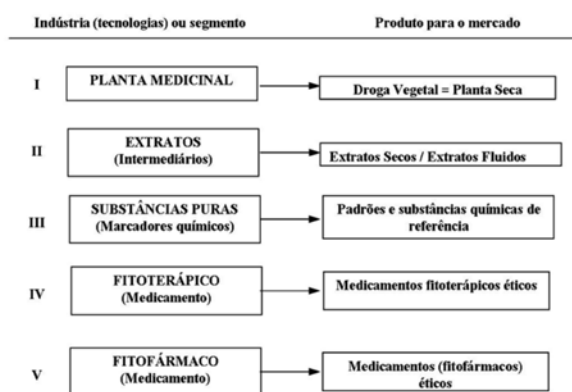 Indústria (tecnologias) ou segmento
Produto para o mercado
I
PLANTA MEDICINAL
Droga Vegetal = Planta Seca
II
EXTRATOS
(Intermediários)
Extratos Secos / Extratos Fluidos
III
SUBSTÂNCIAS PURAS
(Marcadores químicos)
Padrões e substâncias químicas de
referência
IV
FITOTERÁPICO
(Medicamento)
Medicamentos fitoterápicos éticos
V
FITOFÁRMACO
(Medicamento)
Medicamentos (fitofármacos)
éticos